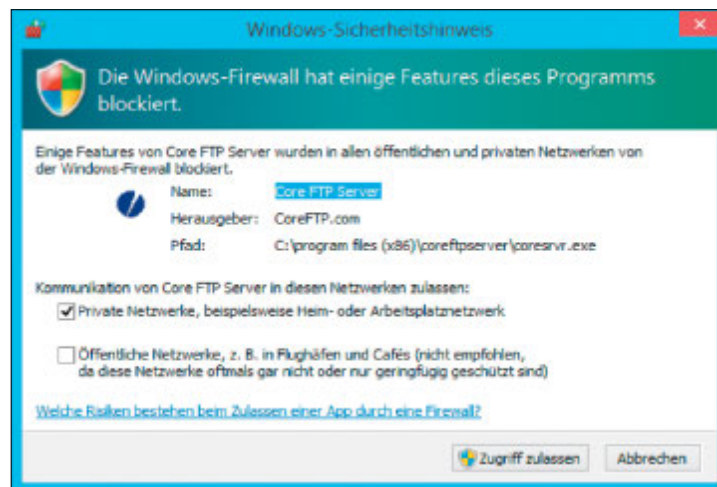 Windows-Sicherheitshinweis
Die Windows-Firewall hat einige Features dieses Programms
blockiert.
Einige Features von Core FTP Server wurden in allen öffentlichen und privaten Netzwerken von
der Windows-Firewall blockiert.
Name: Core FTP Server
Herausgeber: CoreFTP.com
Pfad: C:\program files (x86)\coreftpserver\coresrvr.exe
Kommunikation von Core FTP Server in diesen Netzwerken zulassen:
Private Netzwerke, beispielsweise Heim- oder Arbeitsplatznetzwerk
Öffentliche Netzwerke, z. B. in Flughäfen und Cafés (nicht empfohlen,
da diese Netzwerke oftmals gar nicht oder nur geringfügig geschützt sind)
Welche Risiken bestehen beim Zulassen einer App durch eine Firewall?
Zugriff zulassen Abbrechen